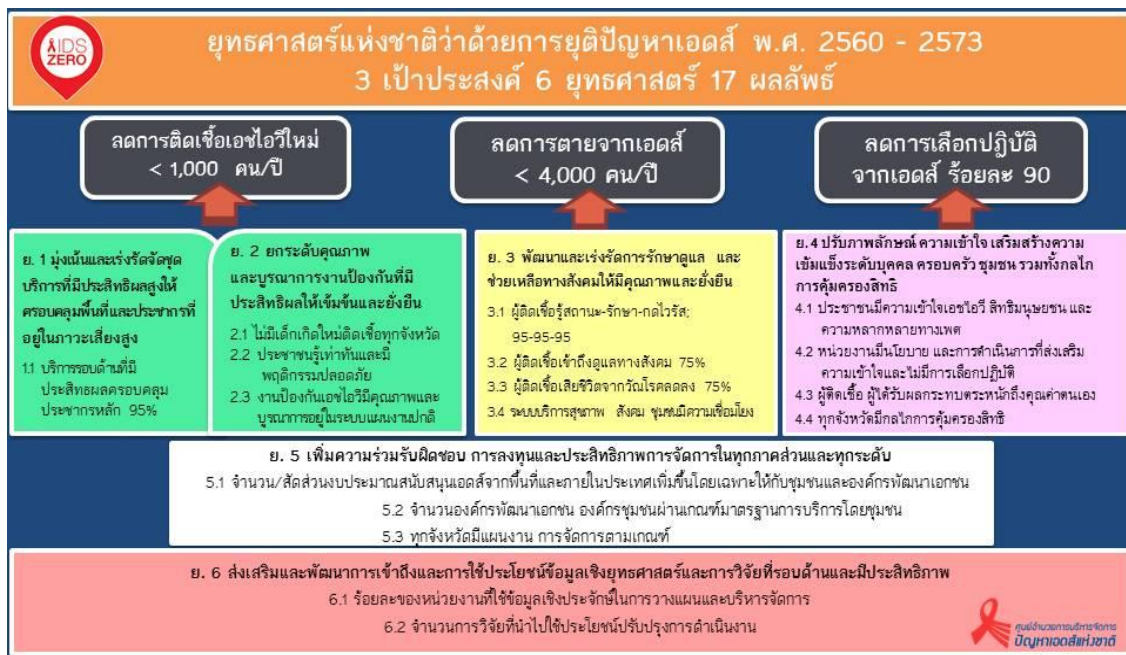 AIDS
ZERO
ยุทธศาสตร์แห่งชาติว่าด้วยการยุติปัญหาเอดส์ พ.ศ. 2560 - 2573
3 เป้าประสงค์ 6 ยุทธศาสตร์ 17 ผลลัพธ์
ลดการติดเชื้อเอชไอวีใหม่
< 1,000 คน/ปี
ลดการตายจากเอดส์
< 4,000 คน/ปี
ลดการเลือกปฏิบัติ
จากเอดส์ ร้อยละ 90
ย. 1 มุ่งเน้นและเร่งรัดจัดชุด
บริการที่มีประสิทธิผลสูงให้
ครอบคลุมพื้นที่และประชากรที่
อยู่ในภาวะเสี่ยงสูง
1.1 บริการรอบด้านที่มี
ประสิทธผลครอบคลุม
ประชากรหลัก 95%
ย. 2 ยกระดับคุณภาพ
และบูรณาการงานป้องกันที่มี
ประสิทธิผลให้เข้มข้นและยั่งยืน
2.1 ไม่มีเด็กเกิดใหม่ติดเชื้อทุกจังหวัด
2.2 ประชาชนรู้เท่าทันและมี
พฤติกรรมปลอดภัย
2.3 งานป้องกันเอชไอวีมีคุณภาพและ
บูรณาการอยู่ในระบบแผนงานปกติ
ย. 3 พัฒนาและเร่งรัดการรักษาดูแล และ
ช่วยเหลือทางสังคมให้มีคุณภาพและยั่งยืน
3.1 ผู้ติดเชื้อรู้สถานะ-รักษา-กดไวรัส;
95-95-95
3.2 ผู้ติดเชื้อเข้าถึงดูแลทางสังคม 75%
3.3 ผู้ติดเชื้อเสียชีวิตจากวัณโรคลดลง 75%
3.4 ระบบบริการสุขภาพ สังคม ชุมชนมีความเชื่อมโยง
ย.4 ปรับภาพลักษณ์ ความเข้าใจ เสริมสร้างความ
เข้มแข็งระดับบุคคล ครอบครัว ชุมชน รวมทั้งกลไก
การคุ้มครองสิทธิ
4.1 ประชาชนมีความเข้าใจเอชไอวี สิทธิมนุษยชน และ
ความหลากหลายทางเพศ
4.2 หน่วยงานมีนโยบาย และการดำเนินการที่ส่งเสริม
ความเข้าใจและไม่มีการเลือกปฏิบัติ
4.3 ผู้ติดเชื้อ ผู้ได้รับผลกระทบตระหนักถึงคุณค่าตนเอง
4.4 ทุกจังหวัดมีกลไกการคุ้มครองสิทธิ
ย. 5 เพิ่มความร่วมรับผิดชอบ การลงทุนและประสิทธิภาพการจัดการในทุกภาคส่วนและทุกระดับ
5.1 จำนวน/สัดส่วนงบประมาณสนับสนุนเอดส์จากพื้นที่และภายในประเทศเพิ่มขึ้นโดยเฉพาะให้กับชุมชนและองค์กรพัฒนาเอกชน
5.2 จำนวนองค์กรพัฒนาเอกชน องค์กรชุมชนผ่านเกณฑ์มาตรฐานการบริการโดยชุมชน
5.3 ทุกจังหวัดมีแผนงาน การจัดการตามเกณฑ์
ย. 6 ส่งเสริมและพัฒนาการเข้าถึงและการใช้ประโยชน์ข้อมูลเชิงยุทธศาสตร์และการวิจัยที่รอบด้านและมีประสิทธิภาพ
6.1 ร้อยละของหน่วยงานที่ใช้ข้อมูลเชิงประจักษ์ในการวางแผนและบริหารจัดการ
6.2 จำนวนการวิจัยที่นำไปใช้ประโยชน์ปรับปรุงการดำเนินงาน
ศูนย์อำนวยการบริหารจัดการ
ปัญหาเอดส์แห่งชาติ